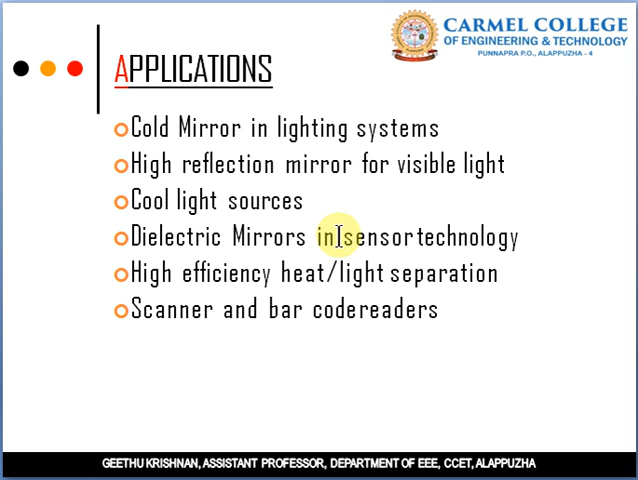 CARMEL COLLEGE
OF ENGINEERING & TECHNOLOGY
PUNNAPRA P.O., ALAPPUZHA - 4
APPLICATIONS
Cold Mirror in lighting systems
High reflection mirror for visible light
Cool light sources
Dielectric Mirrors in sensor technology
High efficiency heat/light separation
Scanner and bar codereaders
GEETHU KRISHNAN, ASSISTANT PROFESSOR, DEPARTMENT OF EEE, CCET, ALAPPUZHA